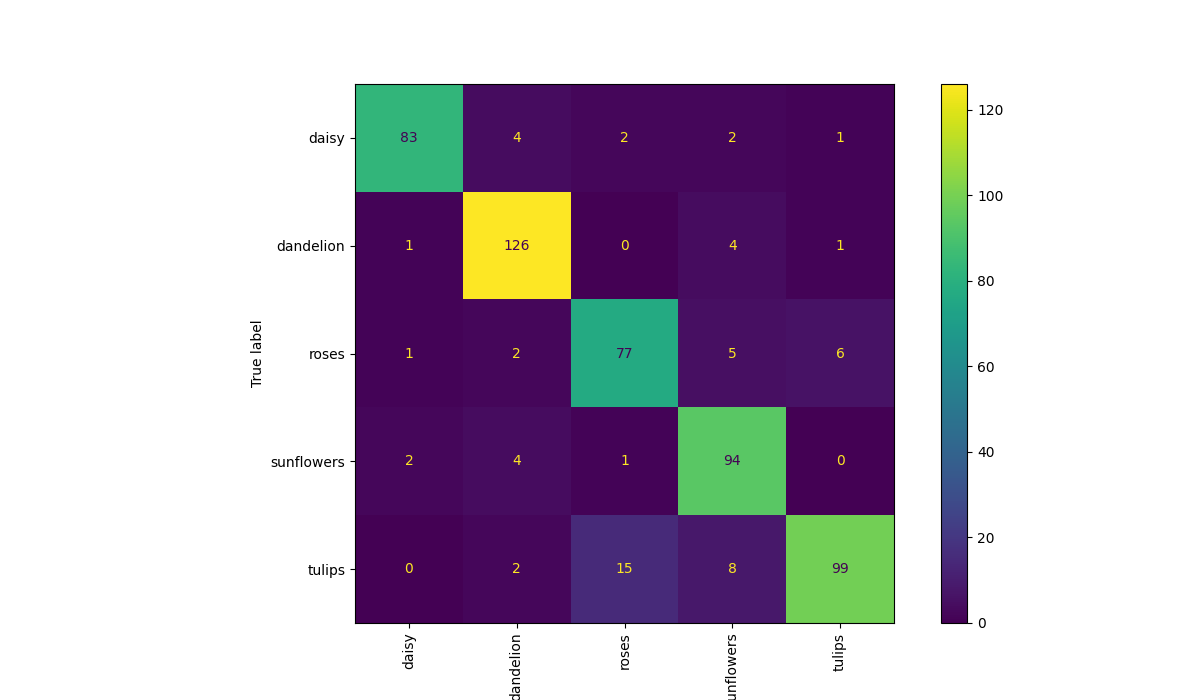 daisy 83 4 2 2 1
dandelion 1 126 0 4 1
roses 1 2 77 5 6
sunflowers 2 4 1 94 0
tulips 0 2 15 8 99
True label
daisy
dandelion
roses
unflowers
tulips
120
100
80
60
40
20
0